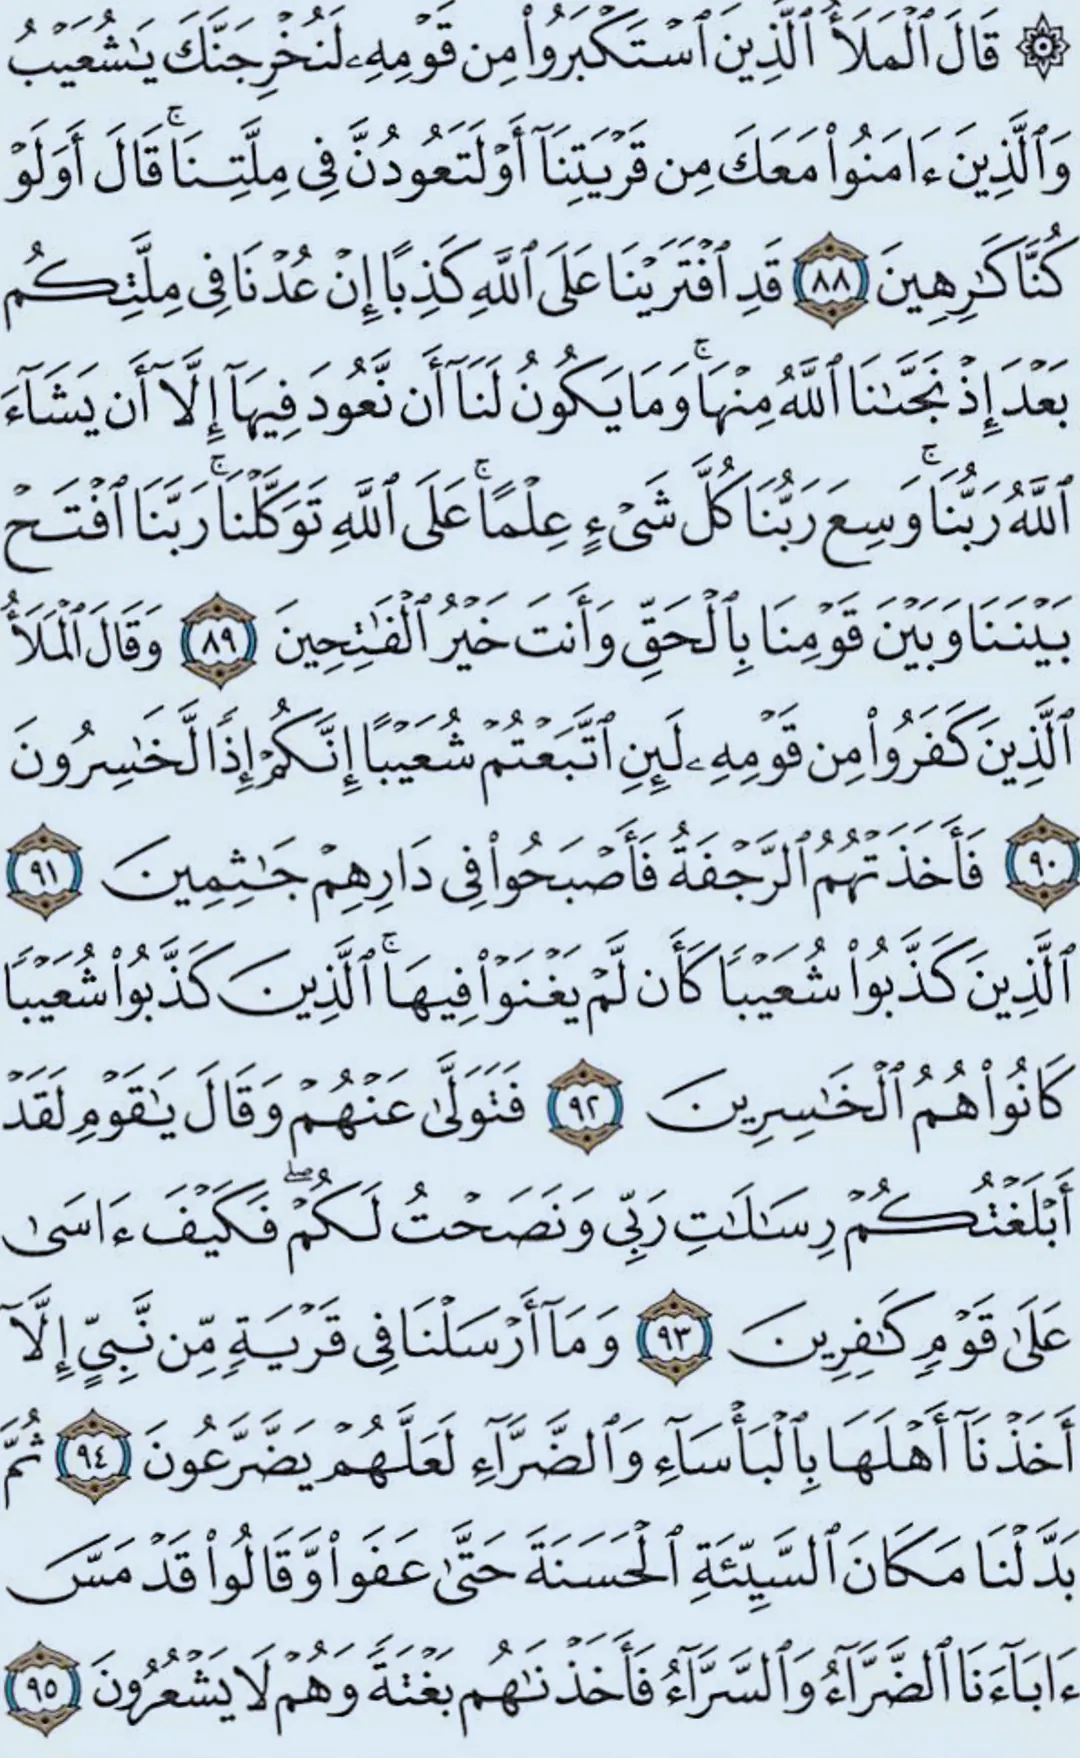 ۞ قَالَ ٱلْمَلَأُ ٱلَّذِينَ ٱسْتَكْبَرُوا۟ مِن قَوْمِهِۦ لَنُخْرِجَنَّكَ يَٰشُعَيْبُ
وَٱلَّذِينَ ءَامَنُوا۟ مَعَكَ مِن قَرْيَتِنَآ أَوْ لَتَعُودُنَّ فِى مِلَّتِنَا ۚ قَالَ أَوَلَوْ
كُنَّا كَٰرِهِينَ ٨٨ قَدِ ٱفْتَرَيْنَا عَلَى ٱللَّهِ كَذِبًا إِنْ عُدْنَا فِى مِلَّتِكُم
بَعْدَ إِذْ نَجَّىٰنَا ٱللَّهُ مِنْهَا ۚ وَمَا يَكُونُ لَنَآ أَن نَّعُودَ فِيهَآ إِلَّآ أَن يَشَآءَ
ٱللَّهُ رَبُّنَا ۚ وَسِعَ رَبُّنَا كُلَّ شَىْءٍ عِلْمًا ۚ عَلَى ٱللَّهِ تَوَكَّلْنَا ۚ رَبَّنَا ٱفْتَحْ
بَيْنَنَا وَبَيْنَ قَوْمِنَا بِٱلْحَقِّ وَأَنتَ خَيْرُ ٱلْفَٰتِحِينَ ٨٩ وَقَالَ ٱلْمَلَأُ
ٱلَّذِينَ كَفَرُوا۟ مِن قَوْمِهِۦ لَئِنِ ٱتَّبَعْتُمْ شُعَيْبًا إِنَّكُمْ إِذًا لَّخَٰسِرُونَ
٩٠ فَأَخَذَتْهُمُ ٱلرَّجْفَةُ فَأَصْبَحُوا۟ فِى دَارِهِمْ جَٰثِمِينَ ٩١
ٱلَّذِينَ كَذَّبُوا۟ شُعَيْبًا كَأَن لَّمْ يَغْنَوْا۟ فِيهَا ۚ ٱلَّذِينَ كَذَّبُوا۟ شُعَيْبًا
كَانُوا۟ هُمُ ٱلْخَٰسِرِينَ ٩٢ فَتَوَلَّىٰ عَنْهُمْ وَقَالَ يَٰقَوْمِ لَقَدْ
أَبْلَغْتُكُمْ رِسَٰلَٰتِ رَبِّى وَنَصَحْتُ لَكُمْ ۖ فَكَيْفَ ءَاسَىٰ
عَلَىٰ قَوْمٍ كَٰفِرِينَ ٩٣ وَمَآ أَرْسَلْنَا فِى قَرْيَةٍ مِّن نَّبِىٍّ إِلَّآ
أَخَذْنَآ أَهْلَهَا بِٱلْبَأْسَآءِ وَٱلضَّرَّآءِ لَعَلَّهُمْ يَضَّرَّعُونَ ٩٤ ثُمَّ
بَدَّلْنَا مَكَانَ ٱلسَّيِّئَةِ ٱلْحَسَنَةَ حَتَّىٰ عَفَوا۟ وَّقَالُوا۟ قَدْ مَسَّ
ءَابَآءَنَا ٱلضَّرَّآءُ وَٱلسَّرَّآءُ فَأَخَذْنَٰهُم بَغْتَةً وَهُمْ لَا يَشْعُرُونَ ٩٥